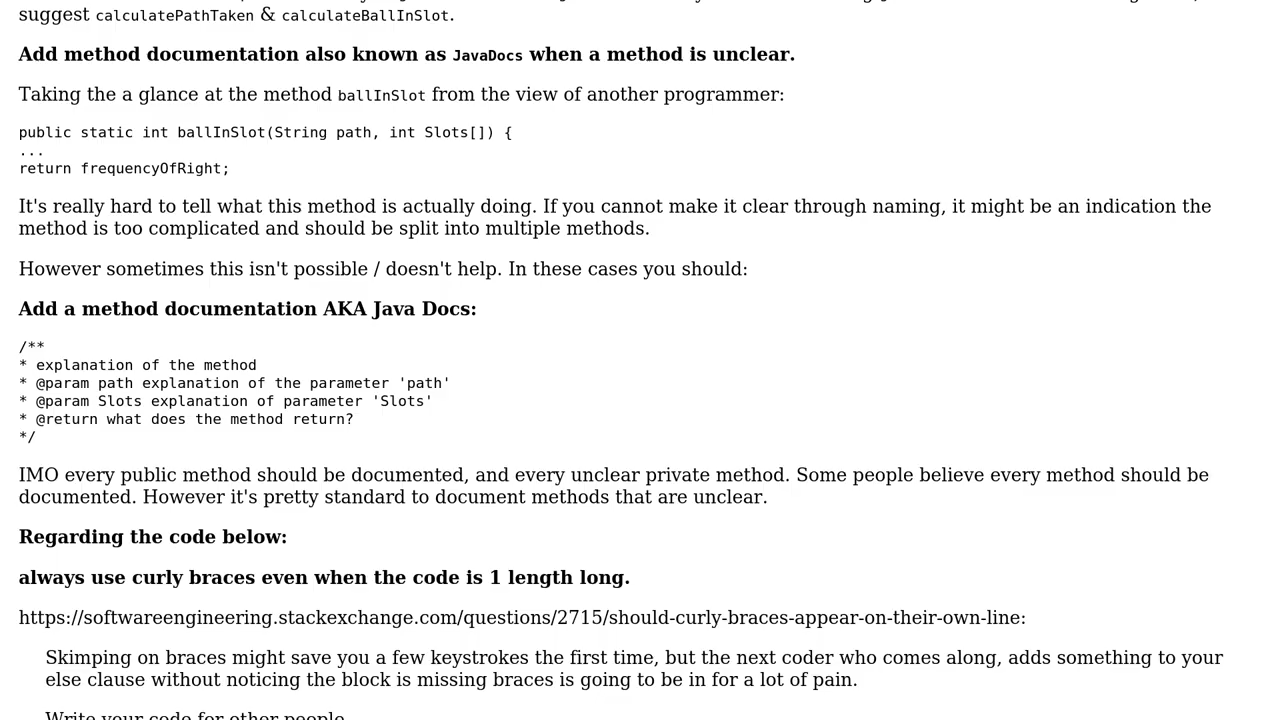 suggest calculatePathTaken & calculateBallInSlot.
Add method documentation also known as JavaDocs when a method is unclear.
Taking the a glance at the method ballInSlot from the view of another programmer:
public static int ballInSlot(String path, int Slots[]) {
...
return frequencyOfRight;
It's really hard to tell what this method is actually doing. If you cannot make it clear through naming, it might be an indication the
method is too complicated and should be split into multiple methods.
However sometimes this isn't possible / doesn't help. In these cases you should:
Add a method documentation AKA Java Docs:
/**
* explanation of the method
* @param path explanation of the parameter 'path'
* @param Slots explanation of parameter 'Slots'
* @return what does the method return?
*/
IMO every public method should be documented, and every unclear private method. Some people believe every method should be
documented. However it's pretty standard to document methods that are unclear.
Regarding the code below:
always use curly braces even when the code is 1 length long.
https://softwareengineering.stackexchange.com/questions/2715/should-curly-braces-appear-on-their-own-line:
Skimping on braces might save you a few keystrokes the first time, but the next coder who comes along, adds something to your
else clause without noticing the block is missing braces is going to be in for a lot of pain.
Write your code for other people.